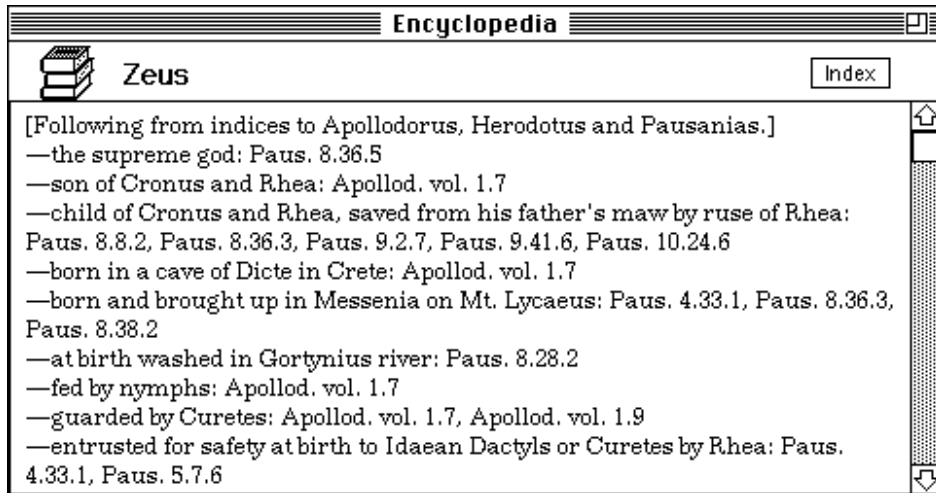 Encyclopedia
Zeus
Index
[Following from indices to Apollodorus, Herodotus and Pausanias.]
—the supreme god: Paus. 8.36.5
—son of Cronus and Rhea: Apollod. vol. 1.7
—child of Cronus and Rhea, saved from his father's maw by ruse of Rhea:
Paus. 8.8.2, Paus. 8.36.3, Paus. 9.2.7, Paus. 9.41.6, Paus. 10.24.6
—born in a cave of Dicte in Crete: Apollod. vol. 1.7
—born and brought up in Messenia on Mt. Lycaeus: Paus. 4.33.1, Paus. 8.36.3,
Paus. 8.38.2
—at birth washed in Gortynius river: Paus. 8.28.2
—fed by nymphs: Apollod. vol. 1.7
—guarded by Curetes: Apollod. vol. 1.7, Apollod. vol. 1.9
—entrusted for safety at birth to Idaean Dactyls or Curetes by Rhea: Paus.
4.33.1, Paus. 5.7.6